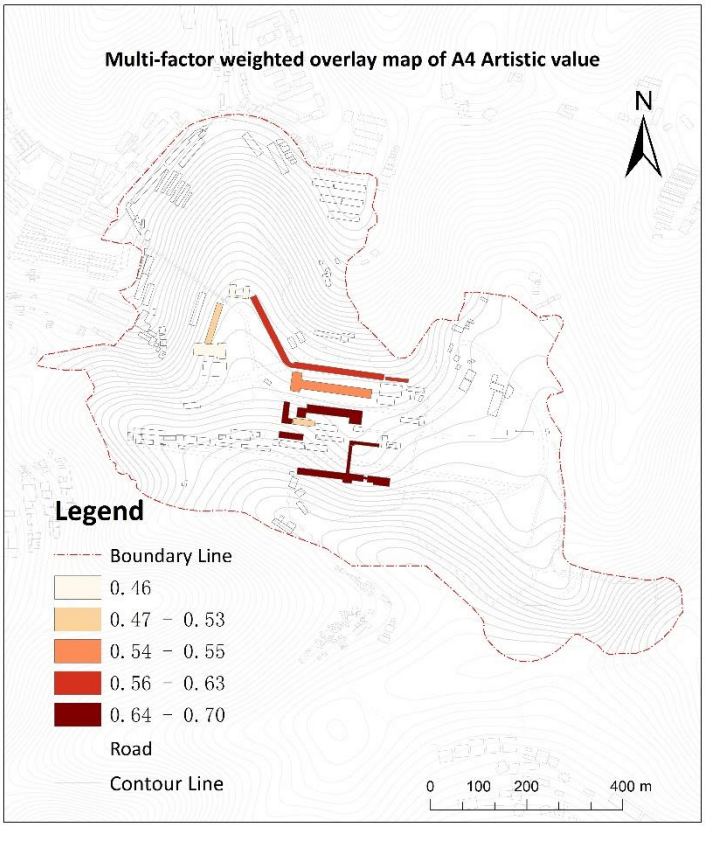 Multi-factor weighted overlay map of A4 Artistic value
N
Legend
Boundary Line
0.46
0.47 - 0.53
0.54 - 0.55
0.56 - 0.63
0.64 - 0.70
Road
Contour Line
0 100 200 400 m